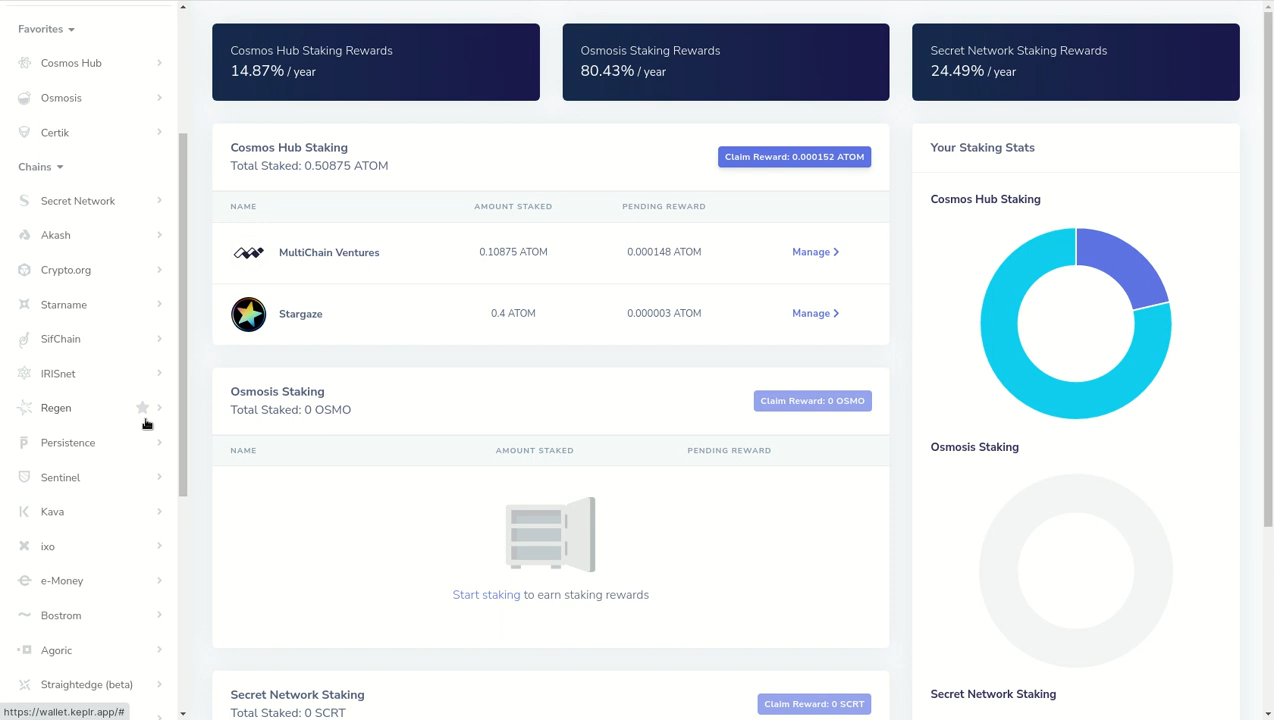 Favorites
Cosmos Hub
Osmosis
Certik
Chains
Secret Network
Akash
Crypto.org
Starname
SifChain
IRISnet
Regen
Persistence
Sentinel
Kava
ixo
e-Money
Bostrom
Agoric
Straightedge (beta)
https://wallet.keplr.app/#
Cosmos Hub Staking Rewards
14.87% / year
Osmosis Staking Rewards
80.43% / year
Secret Network Staking Rewards
24.49% / year
Cosmos Hub Staking
Total Staked: 0.50875 ATOM
Claim Reward: 0.000152 ATOM
NAME AMOUNT STAKED PENDING REWARD
MultiChain Ventures 0.10875 ATOM 0.000148 ATOM Manage
Stargaze 0.4 ATOM 0.000003 ATOM Manage
Osmosis Staking
Total Staked: 0 OSMO
Claim Reward: 0 OSMO
NAME AMOUNT STAKED PENDING REWARD
Start staking to earn staking rewards
Secret Network Staking
Total Staked: 0 SCRT
Claim Reward: 0 SCRT
Your Staking Stats
Cosmos Hub Staking
Osmosis Staking
Secret Network Staking